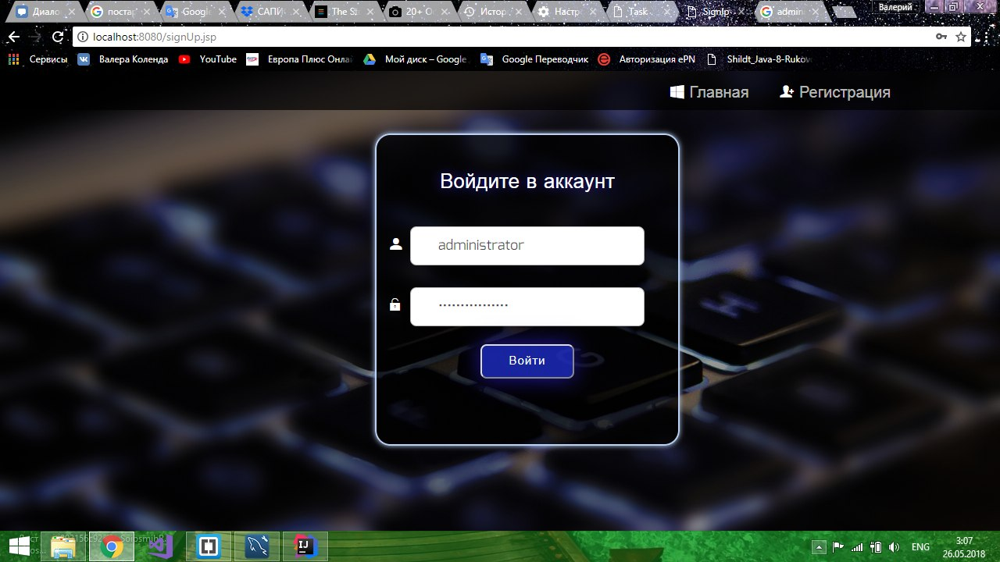 Диало
постар
Google
САПИ
The St
20+ O
Истор
Настр
Task
SignIp
admin
Валерий
localhost:8080/signUp.jsp
Сервисы Валера Коленда YouTube Европа Плюс Онлай Мой диск – Google Google Переводчик Авторизация ePN Shildt_Java-8-Rukov
Главная Регистрация
Войдите в аккаунт
administrator
••••••••••••••••
Войти
ENG
3:07
26.05.2018